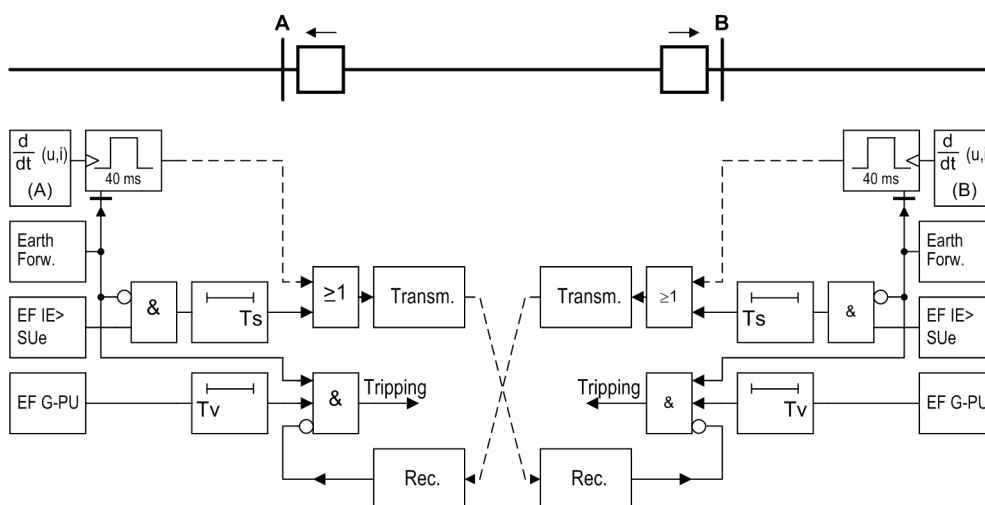 A
B
d/dt (u,i)
(A)
40 ms
40 ms
d/dt (u,i)
(B)
Earth
Forw.
Earth
Forw.
EF IE>
SUe
&
Ts
≥1
Transm.
Transm.
≥1
Ts
&
EF IE>
SUe
EF G-PU
Tv
&
Tripping
Tripping
&
Tv
EF G-PU
Rec.
Rec.